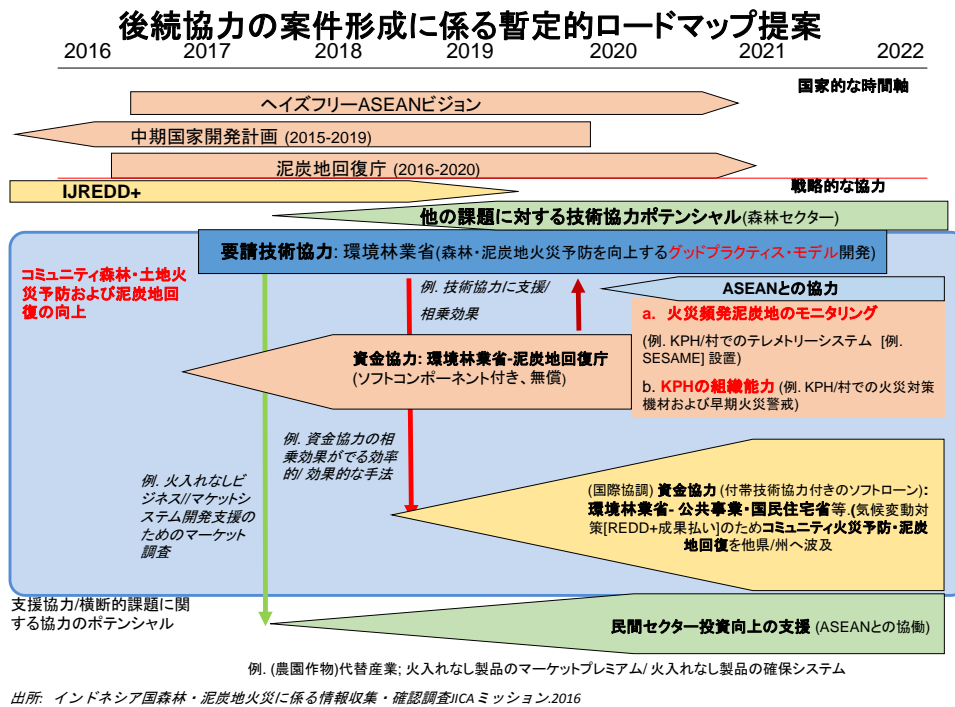 後続協力の案件形成に係る暫定的ロードマップ提案
2016 2017 2018 2019 2020 2021 2022
国家的な時間軸
ヘイズフリーASEANビジョン
中期国家開発計画 (2015-2019)
泥炭地回復庁 (2016-2020)
戦略的な協力
IJREDD+
他の課題に対する技術協力ポテンシャル(森林セクター)
要請技術協力: 環境林業省(森林・泥炭地火災予防を向上するグッドプラクティス・モデル開発)
コミュニティ森林・土地火
災予防および泥炭地回
復の向上
例. 技術協力に支援/
相乗効果
ASEANとの協力
a. 火災頻発泥炭地のモニタリング
(例. KPH/村でのテレメトリーシステム [例.
SESAME] 設置)
b. KPHの組織能力 (例. KPH/村での火災対策
機材および早期火災警戒)
資金協力: 環境林業省-泥炭地回復庁
(ソフトコンポーネント付き、無償)
例. 資金協力の相
乗効果がでる効率
的/ 効果的な手法
例. 火入れなしビ
ジネス//マケットシ
ステム開発支援の
ためのマーケット
調査
(国際協調) 資金協力 (付帯技術協力付きのソフトローン):
環境林業省- 公共事業・国民住宅省等.(気候変動対
策[REDD+成果払い]のためコミュニティ火災予防・泥炭
地回復を他県/州へ波及
支援協力/横断的課題に関
する協力のポテンシャル
民間セクター投資向上の支援 (ASEANとの協働)
例. (農園作物)代替産業; 火入れなし製品のマーケットプレミアム/ 火入れなし製品の確保システム
出所: インドネシア国森林・泥炭地火災に係る情報収集・確認調査JICAミッション.2016